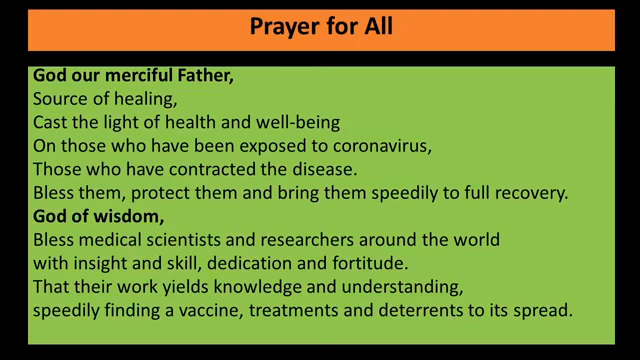 Prayer for All
God our merciful Father,
Source of healing,
Cast the light of health and well-being
On those who have been exposed to coronavirus,
Those who have contracted the disease.
Bless them, protect them and bring them speedily to full recovery.
God of wisdom,
Bless medical scientists and researchers around the world
with insight and skill, dedication and fortitude.
That their work yields knowledge and understanding,
speedily finding a vaccine, treatments and deterrents to its spread.